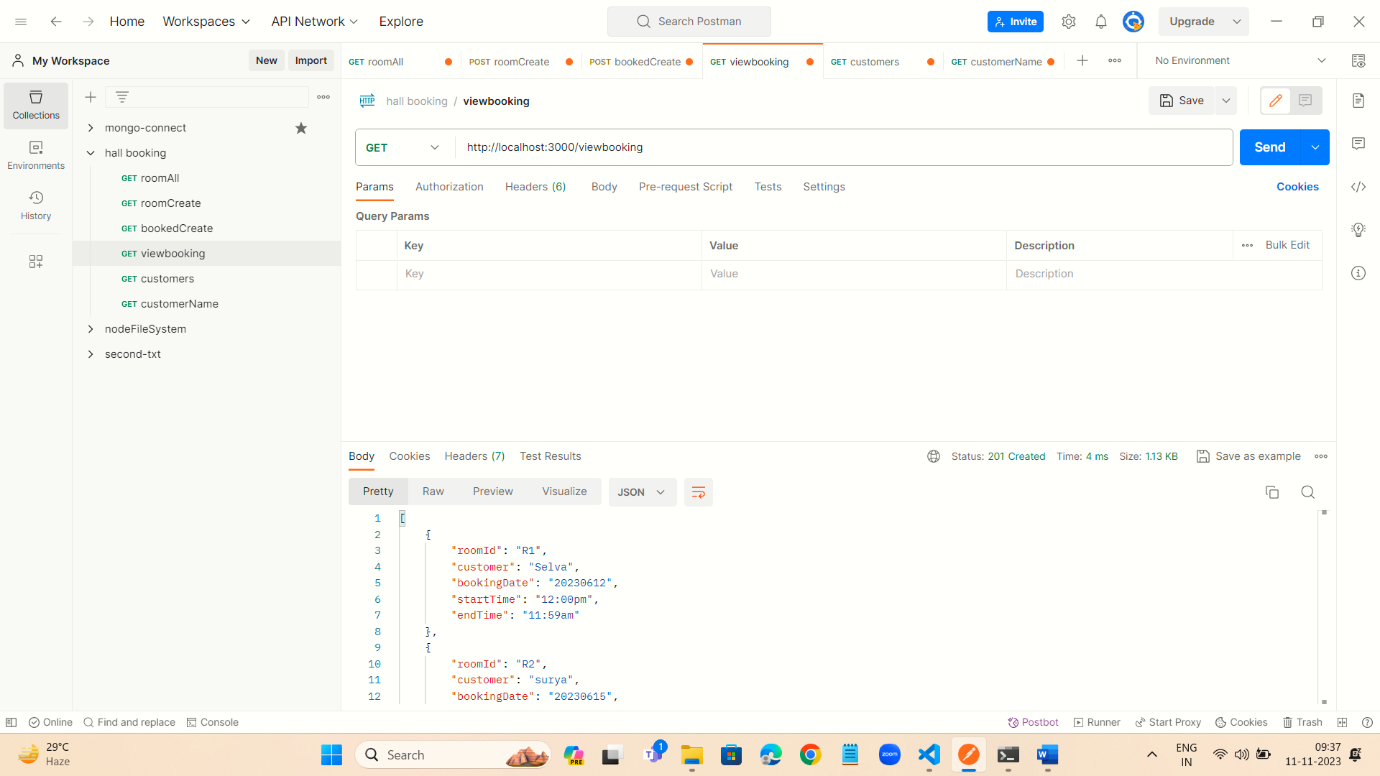 Home Workspaces API Network Explore Search Postman Invite Upgrade
My Workspace New Import GET roomAll POST roomCreate POST bookedCreate GET viewbooking GET customers GET customerName No Environment
Collections
Environments
History
mongo-connect
hall booking
GET roomAll
GET roomCreate
GET bookedCreate
GET viewbooking
GET customers
GET customerName
nodeFileSystem
second-txt
HTTP hall booking / viewbooking Save
GET http://localhost:3000/viewbooking Send
Params Authorization Headers (6) Body Pre-request Script Tests Settings Cookies
Query Params
Key Value Description Bulk Edit
Key Value Description
Body Cookies Headers (7) Test Results Status: 201 Created Time: 4 ms Size: 1.13 KB Save as example
Pretty Raw Preview Visualize JSON
1 [
2 {
3 "roomId": "R1",
4 "customer": "Selva",
5 "bookingDate": "20230612",
6 "startTime": "12:00pm",
7 "endTime": "11:59am"
8 },
9 {
10 "roomId": "R2",
11 "customer": "surya",
12 "bookingDate": "20230615",
Online Find and replace Console Postbot Runner Start Proxy Cookies Trash
29°C
Haze
Search
PRE
1
zoom
ENG
IN
09:37
11-11-2023